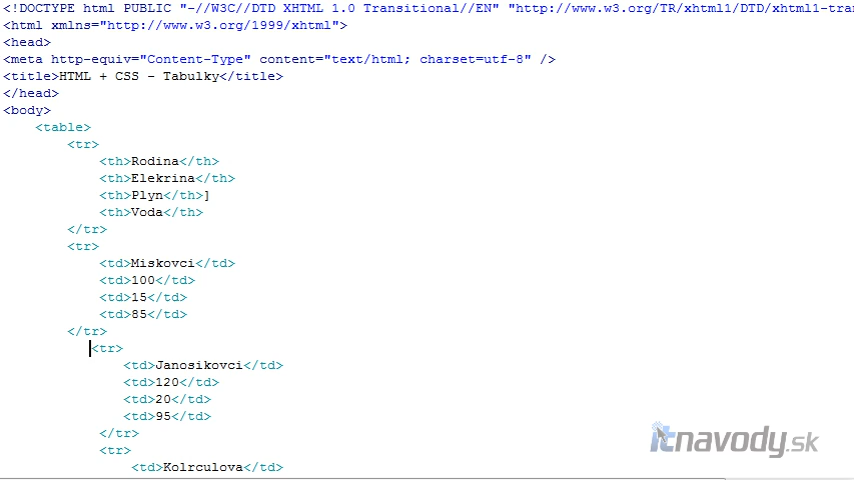 <!DOCTYPE html PUBLIC "-//W3C//DTD XHTML 1.0 Transitional//EN" "http://www.w3.org/TR/xhtml1/DTD/xhtml1-tra
<html xmlns="http://www.w3.org/1999/xhtml">
<head>
<meta http-equiv="Content-Type" content="text/html; charset=utf-8" />
<title>HTML + CSS - Tabulky</title>
</head>
<body>
<table>
<tr>
<th>Rodina</th>
<th>Elekrina</th>
<th>Plyn</th>]
<th>Voda</th>
</tr>
<tr>
<td>Miskovci</td>
<td>100</td>
<td>15</td>
<td>85</td>
</tr>
<tr>
<td>Janosikovci</td>
<td>120</td>
<td>20</td>
<td>95</td>
</tr>
<tr>
<td>Kolrculova</td>
itnavody.sk